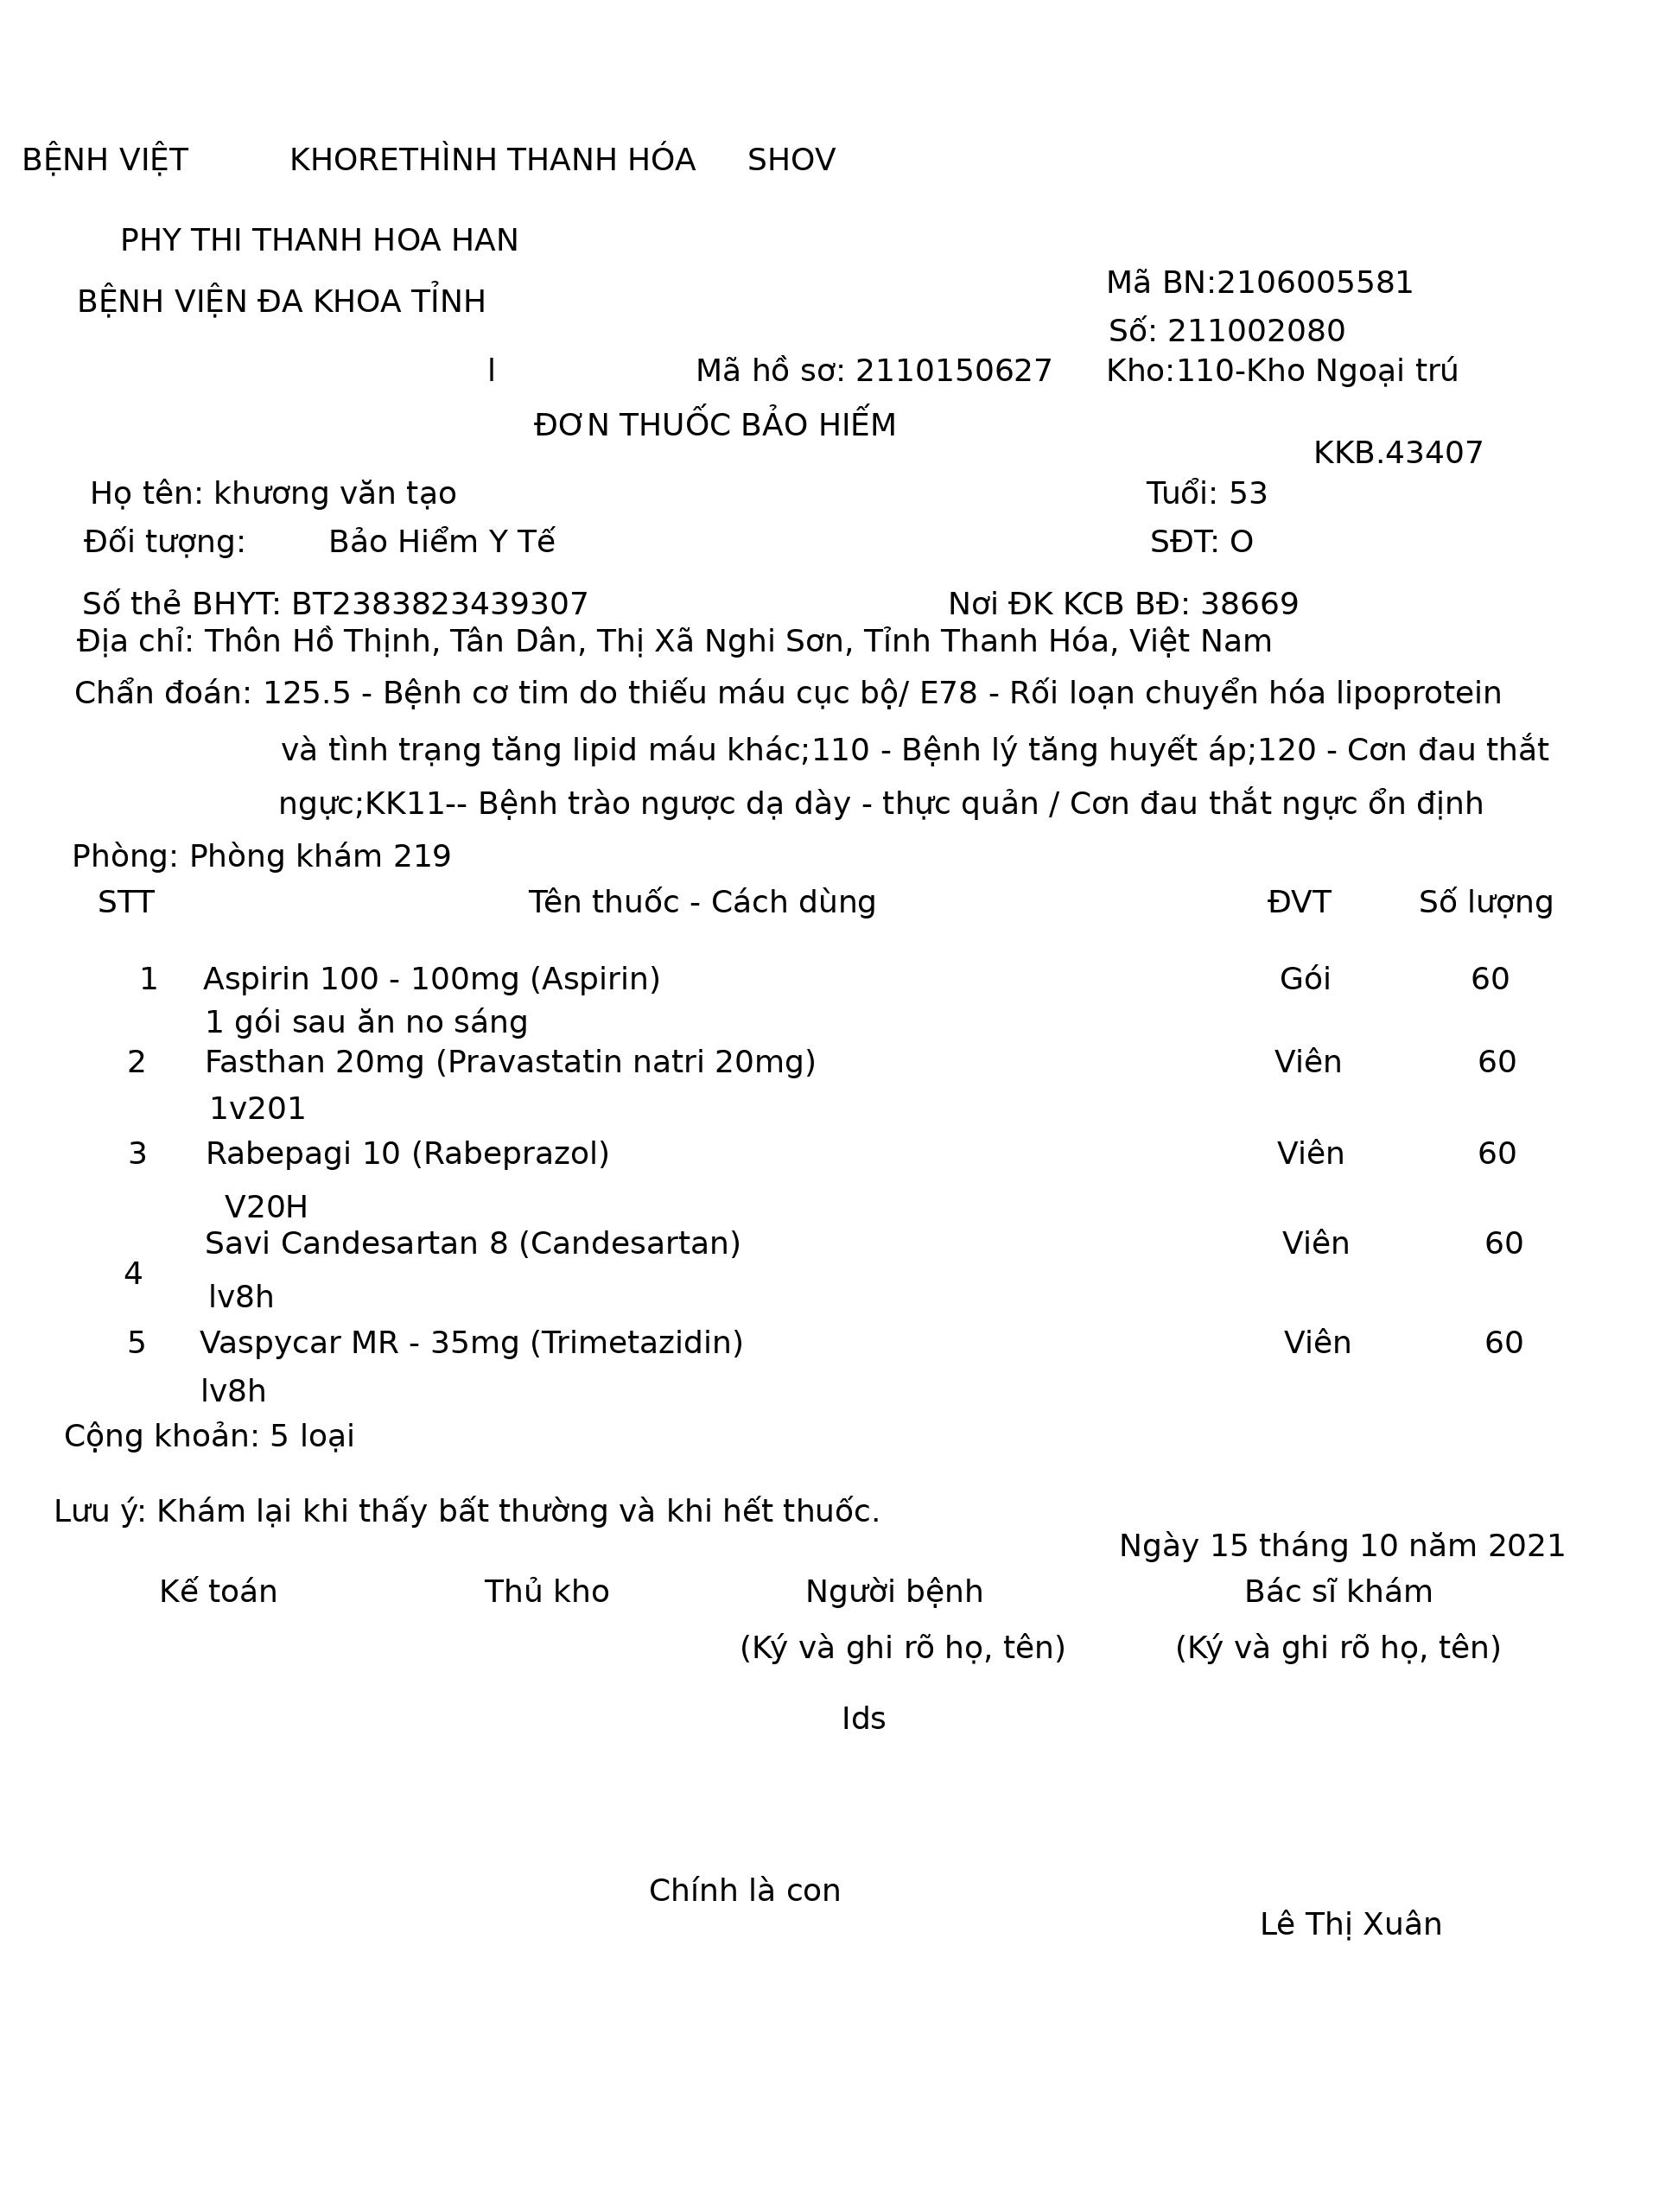 BỆNH VIỆT KHORETHÌNH THANH HÓA SHOV
PHY THI THANH HOA HAN
Mã BN:2106005581
BỆNH VIỆN ĐA KHOA TỈNH
Số: 211002080
l Mã hồ sơ: 2110150627 Kho:110-Kho Ngoại trú
ĐƠN THUỐC BẢO HIẾM
KKB.43407
Họ tên: khương văn tạo Tuổi: 53
Đối tượng: Bảo Hiểm Y Tế SĐT: O
Số thẻ BHYT: BT2383823439307 Nơi ĐK KCB BĐ: 38669
Địa chỉ: Thôn Hồ Thịnh, Tân Dân, Thị Xã Nghi Sơn, Tỉnh Thanh Hóa, Việt Nam
Chẩn đoán: 125.5 - Bệnh cơ tim do thiếu máu cục bộ/ E78 - Rối loạn chuyển hóa lipoprotein
và tình trạng tăng lipid máu khác;110 - Bệnh lý tăng huyết áp;120 - Cơn đau thắt
ngực;KK11-- Bệnh trào ngược dạ dày - thực quản / Cơn đau thắt ngực ổn định
Phòng: Phòng khám 219
STT Tên thuốc - Cách dùng ĐVT Số lượng
1 Aspirin 100 - 100mg (Aspirin) Gói 60
1 gói sau ăn no sáng
2 Fasthan 20mg (Pravastatin natri 20mg) Viên 60
1v201
3 Rabepagi 10 (Rabeprazol) Viên 60
V20H
Savi Candesartan 8 (Candesartan) Viên 60
4
lv8h
5 Vaspycar MR - 35mg (Trimetazidin) Viên 60
lv8h
Cộng khoản: 5 loại
Lưu ý: Khám lại khi thấy bất thường và khi hết thuốc.
Ngày 15 tháng 10 năm 2021
Kế toán Thủ kho Người bệnh Bác sĩ khám
(Ký và ghi rõ họ, tên) (Ký và ghi rõ họ, tên)
Ids
Chính là con
Lê Thị Xuân